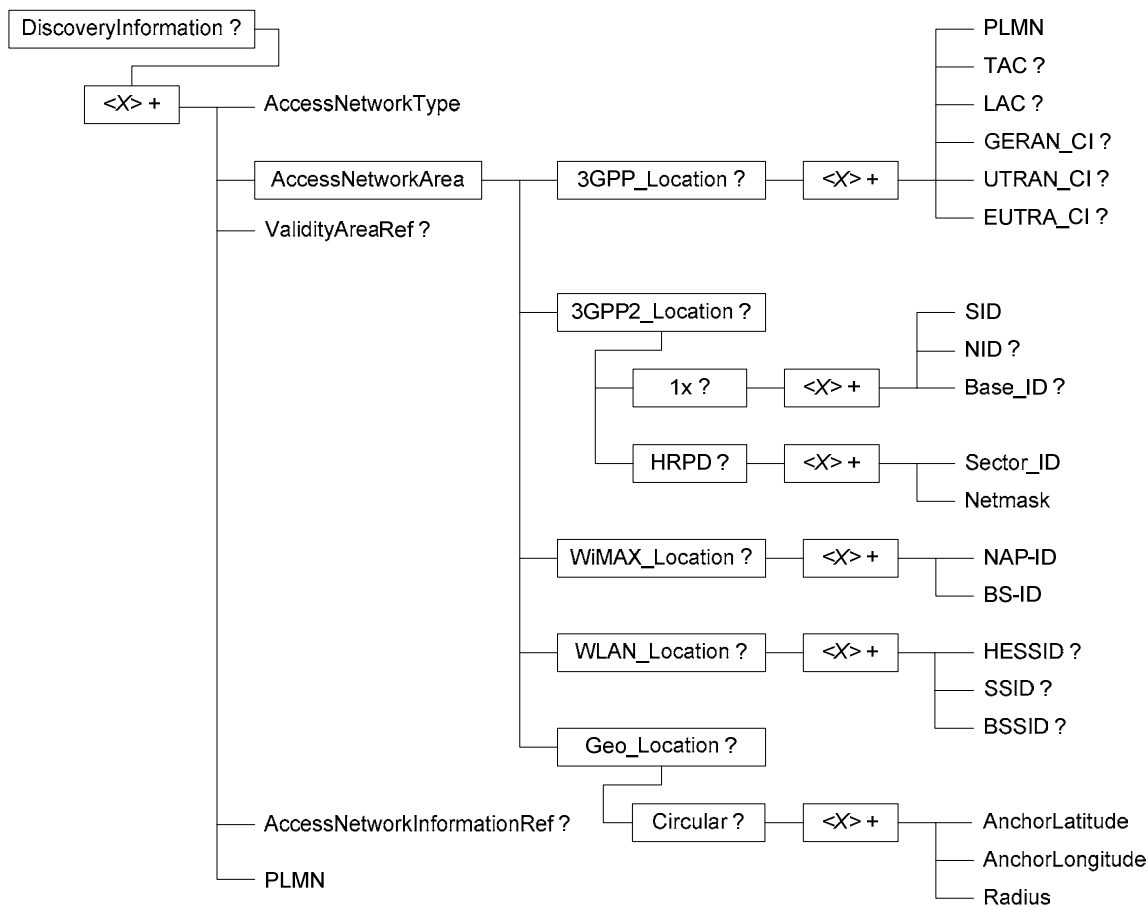 DiscoveryInformation ?
<X> +
AccessNetworkType
AccessNetworkArea
ValidityAreaRef ?
3GPP_Location ?
<X> +
PLMN
TAC ?
LAC ?
GERAN_CI ?
UTRAN_CI ?
EUTRA_CI ?
3GPP2_Location ?
1x ?
<X> +
SID
NID ?
Base_ID ?
HRPD ?
<X> +
Sector_ID
Netmask
WiMAX_Location ?
<X> +
NAP-ID
BS-ID
WLAN_Location ?
<X> +
HESSID ?
SSID ?
BSSID ?
Geo_Location ?
Circular ?
<X> +
AnchorLatitude
AnchorLongitude
Radius
AccessNetworkInformationRef ?
PLMN